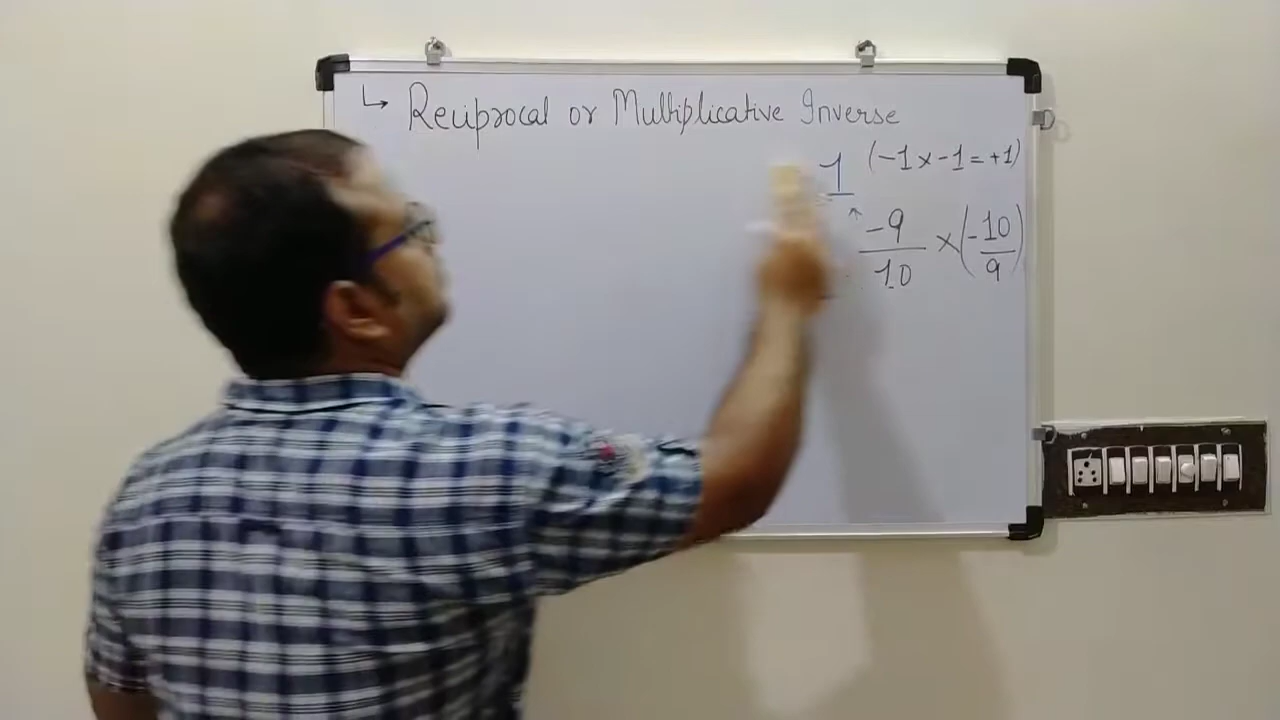 ↳ Reciprocal or Multiplicative Inverse
1 (-1 x -1 = +1)
-9/10 × (-10/9)